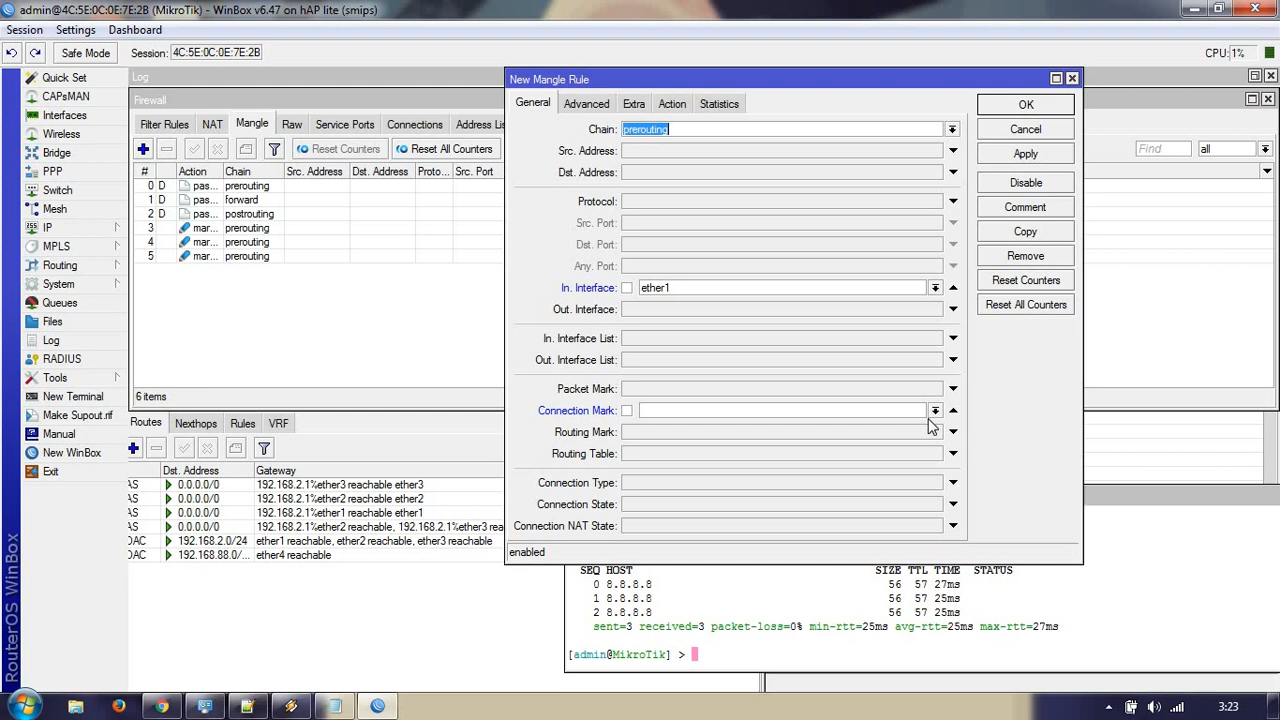 admin@4C:5E:0C:0E:7E:2B (MikroTik) - WinBox v6.47 on hAP lite (smips)
Session Settings Dashboard
Safe Mode Session: 4C:5E:0C:0E:7E:2B CPU: 1%
Quick Set
CAPsMAN
Interfaces
Wireless
Bridge
PPP
Switch
Mesh
IP
MPLS
Routing
System
Queues
Files
Log
RADIUS
Tools
New Terminal
Make Supout.rif
Manual
New WinBox
Exit
RouterOS WinBox
Log
Firewall
Filter Rules NAT Mangle Raw Service Ports Connections Address Lis
Reset Counters Reset All Counters Find all
# Action Chain Src. Address Dst. Address Proto... Src. Port
0 D pas... prerouting
1 D pas... forward
2 D pas... postrouting
3 mar... prerouting
4 mar... prerouting
5 mar... prerouting
6 items
Routes Nexthops Rules VRF
Dst. Address Gateway
AS 0.0.0.0/0 192.168.2.1%ether3 reachable ether3
AS 0.0.0.0/0 192.168.2.1%ether2 reachable ether2
AS 0.0.0.0/0 192.168.2.1%ether1 reachable ether1
AS 0.0.0.0/0 192.168.2.1%ether2 reachable, 192.168.2.1%ether3 reac
DAC 192.168.2.0/24 ether1 reachable, ether2 reachable, ether3 reachable
DAC 192.168.88.0/... ether4 reachable
New Mangle Rule
General Advanced Extra Action Statistics
Chain: prerouting
Src. Address:
Dst. Address:
Protocol:
Src. Port:
Dst. Port:
Any. Port:
In. Interface: ether1
Out. Interface:
In. Interface List:
Out. Interface List:
Packet Mark:
Connection Mark:
Routing Mark:
Routing Table:
Connection Type:
Connection State:
Connection NAT State:
enabled
OK
Cancel
Apply
Disable
Comment
Copy
Remove
Reset Counters
Reset All Counters
SEQ HOST SIZE TTL TIME STATUS
0 8.8.8.8 56 57 27ms
1 8.8.8.8 56 57 25ms
2 8.8.8.8 56 57 25ms
sent=3 received=3 packet-loss=0% min-rtt=25ms avg-rtt=25ms max-rtt=27ms
[admin@MikroTik] >
3:23